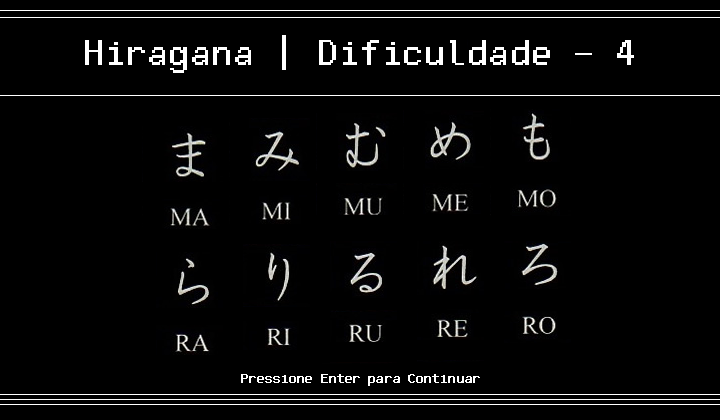 Hiragana | Dificuldade - 4
ま み む め も
MA MI MU ME MO
ら り る れ ろ
RA RI RU RE RO
Pressione Enter para Continuar